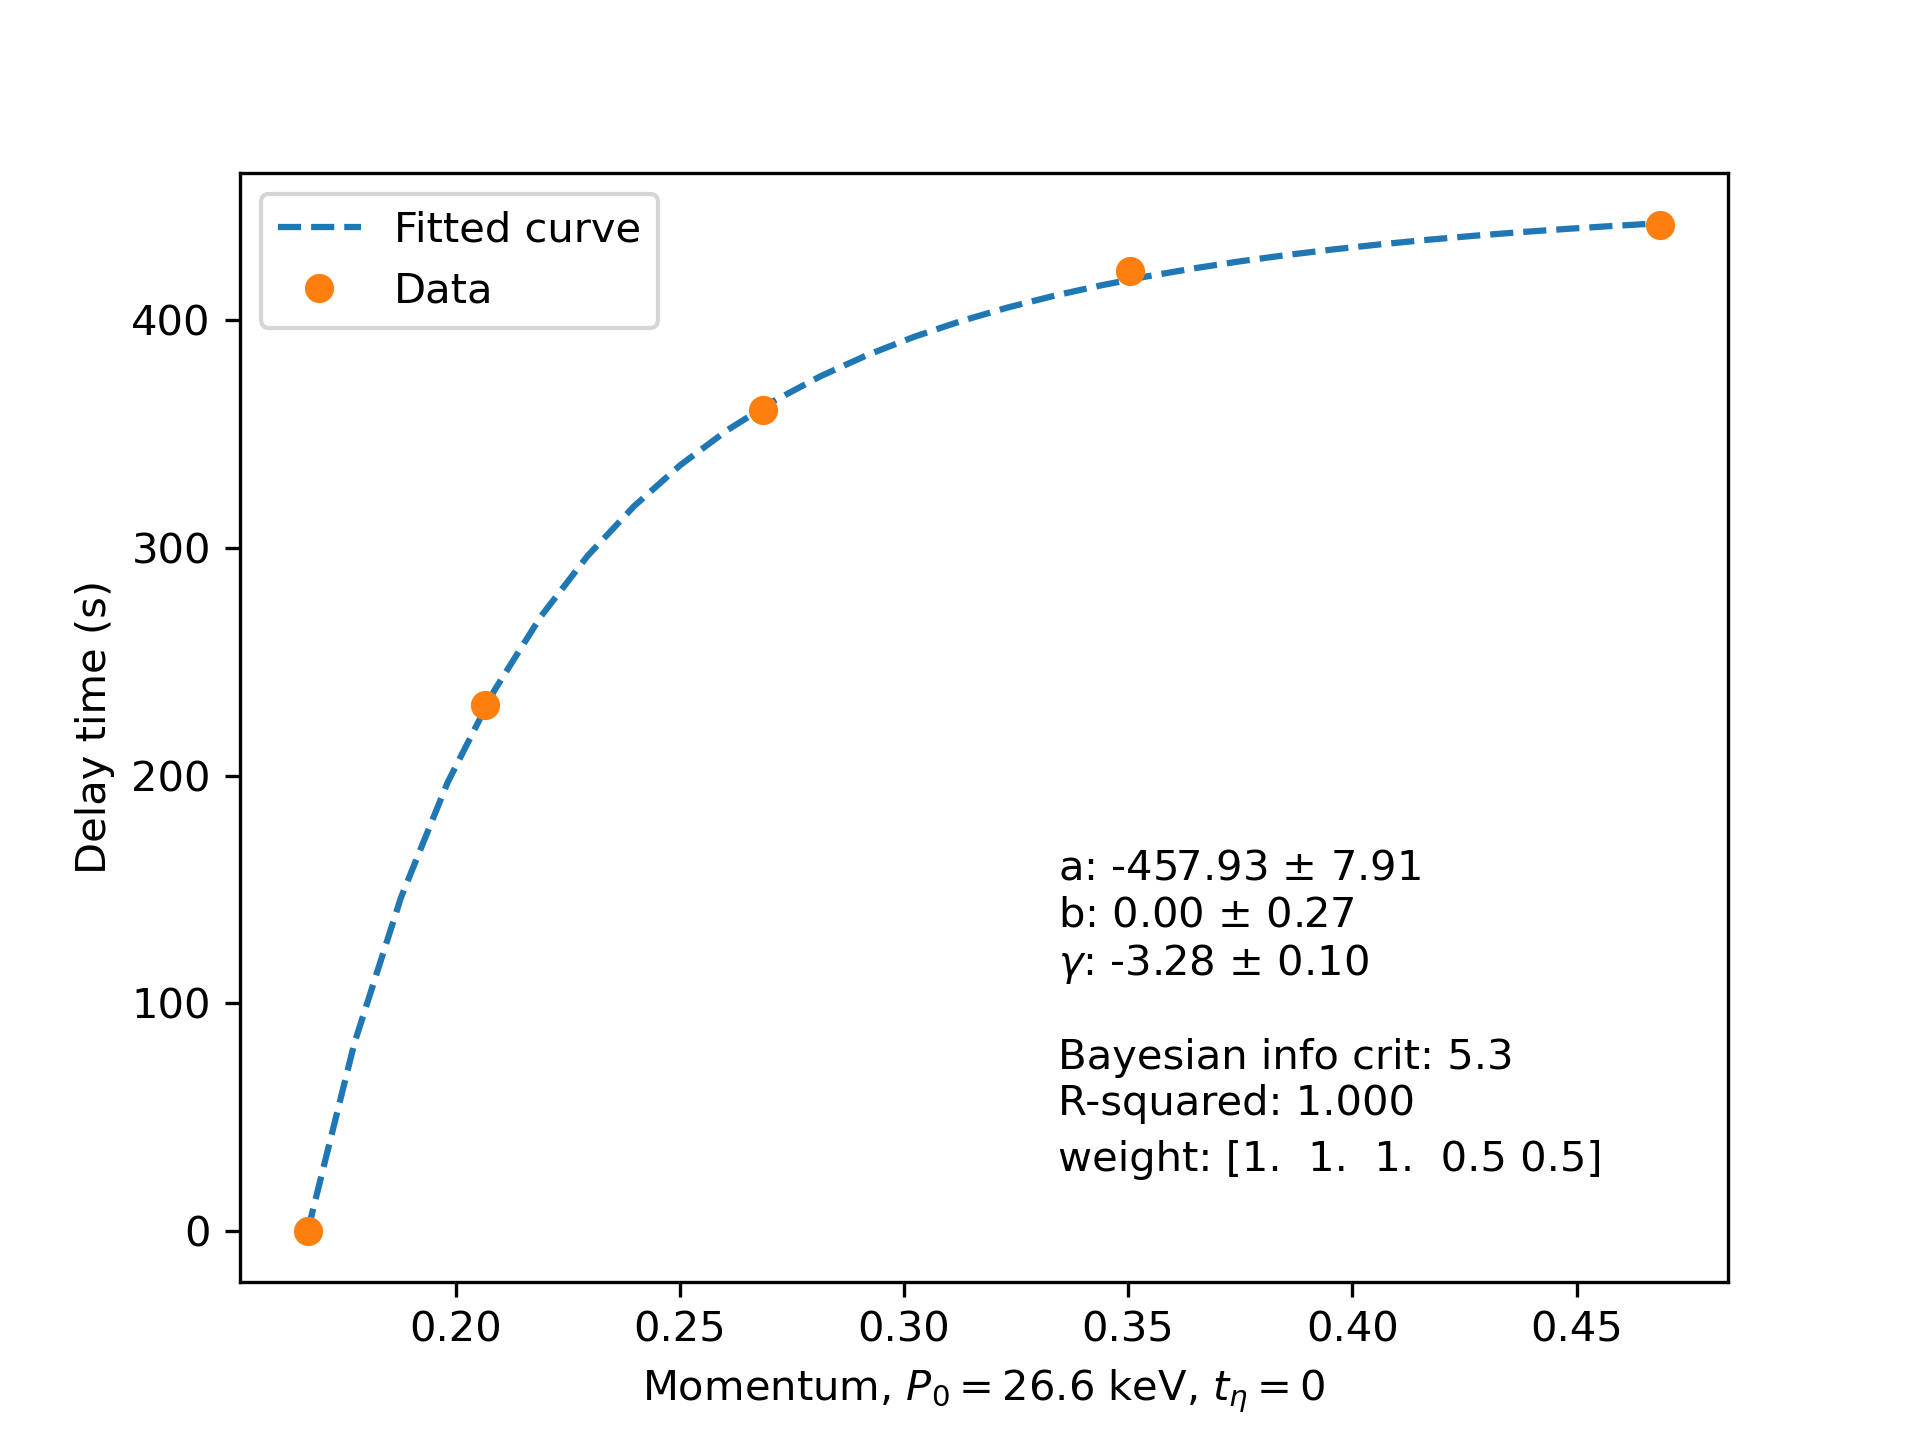 Fitted curve
Data
400
300
200
100
0
Delay time (s)
a: -457.93 ± 7.91
b: 0.00 ± 0.27
γ: -3.28 ± 0.10
Bayesian info crit: 5.3
R-squared: 1.000
weight: [1.  1.  1.  0.5 0.5]
0.20 0.25 0.30 0.35 0.40 0.45
Momentum, P₀ = 26.6 keV, t_η = 0